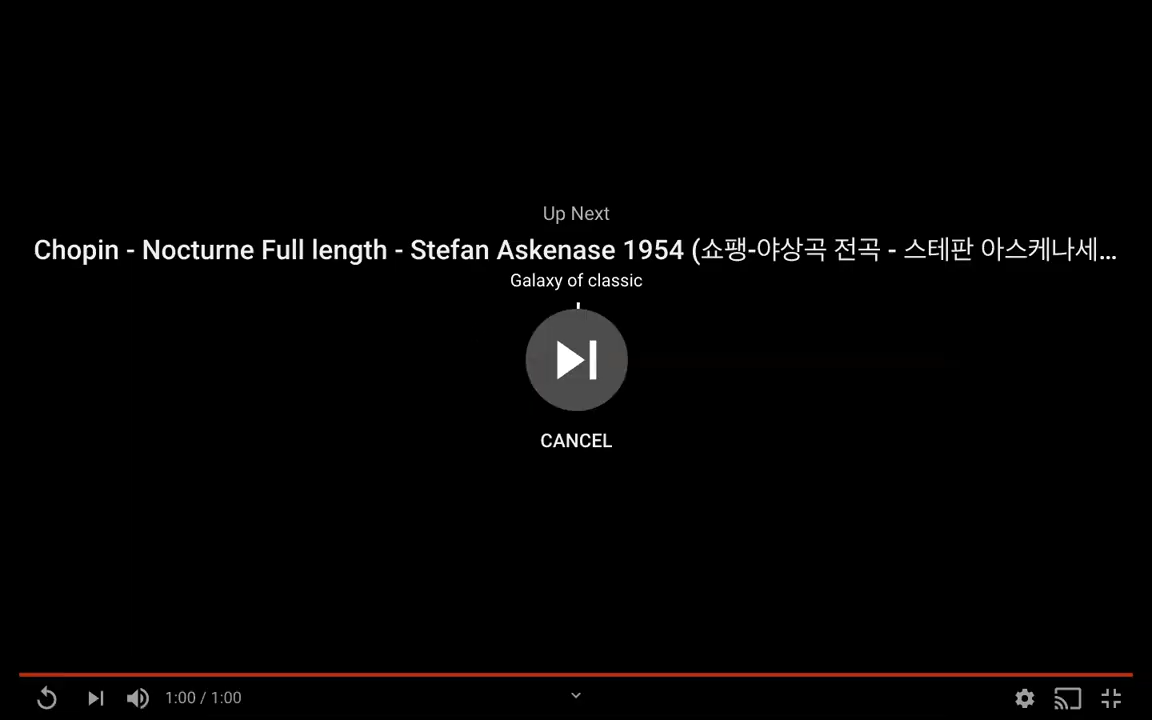 Up Next
Chopin - Nocturne Full length - Stefan Askenase 1954 (쇼팽-야상곡 전곡 - 스테판 아스케나세...
Galaxy of classic
CANCEL
1:00 / 1:00